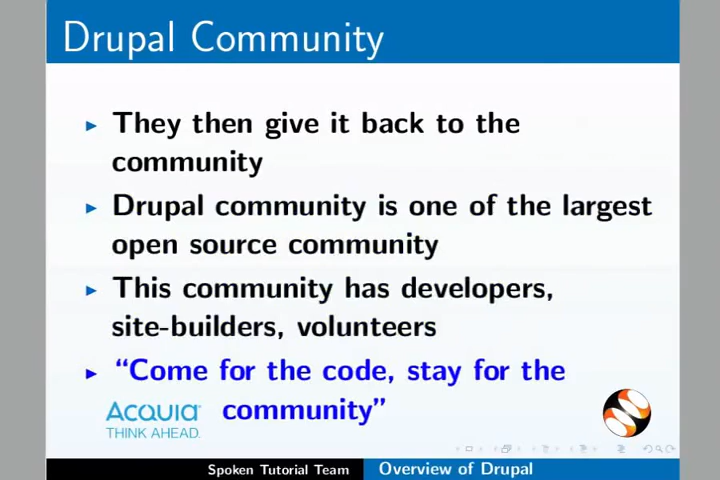 Drupal Community
They then give it back to the
community
Drupal community is one of the largest
open source community
This community has developers,
site-builders, volunteers
“Come for the code, stay for the
community”
ACQUIA
THINK AHEAD.
Spoken Tutorial Team
Overview of Drupal